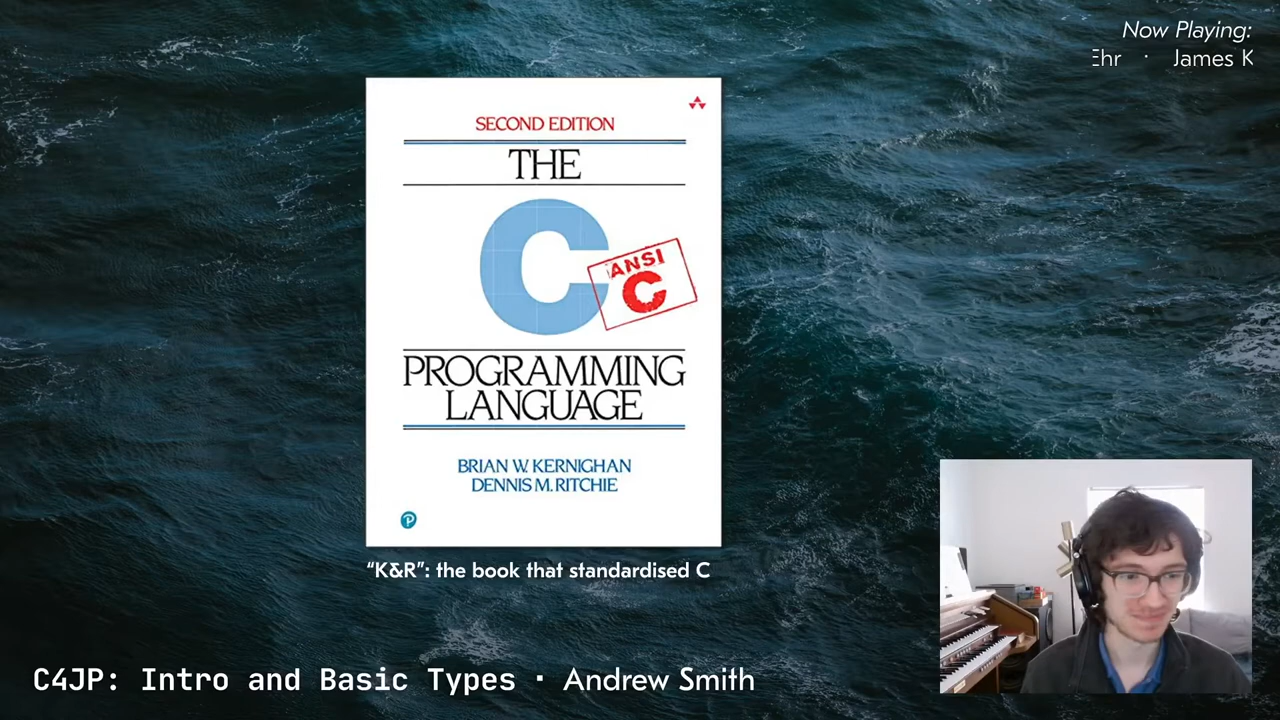 Now Playing:
Ehr · James K
SECOND EDITION
THE
C
ANSI
C
PROGRAMMING
LANGUAGE
BRIAN W. KERNIGHAN
DENNIS M. RITCHIE
P
“K&R”: the book that standardised C
C4JP: Intro and Basic Types · Andrew Smith